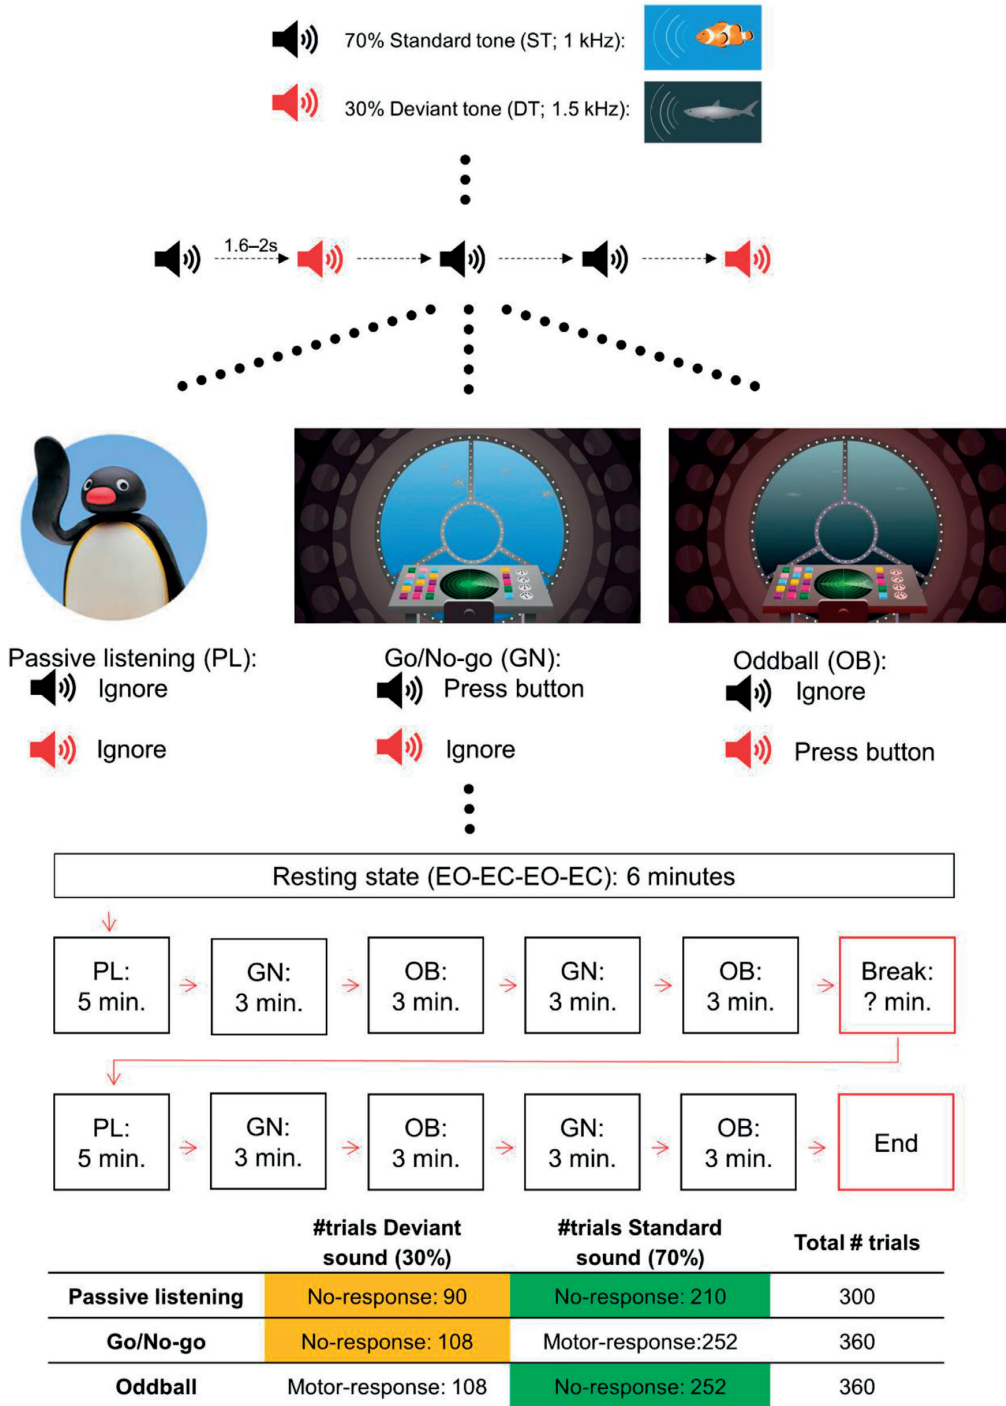 70% Standard tone (ST; 1 kHz):
30% Deviant tone (DT; 1.5 kHz):
1.6–2s
Passive listening (PL):
Ignore
Ignore
Go/No-go (GN):
Press button
Ignore
Oddball (OB):
Ignore
Press button
Resting state (EO-EC-EO-EC): 6 minutes
PL:
5 min.
GN:
3 min.
OB:
3 min.
GN:
3 min.
OB:
3 min.
Break:
? min.
PL:
5 min.
GN:
3 min.
OB:
3 min.
GN:
3 min.
OB:
3 min.
End
#trials Deviant
sound (30%)
#trials Standard
sound (70%)
Total # trials
Passive listening No-response: 90 No-response: 210 300
Go/No-go No-response: 108 Motor-response:252 360
Oddball Motor-response: 108 No-response: 252 360